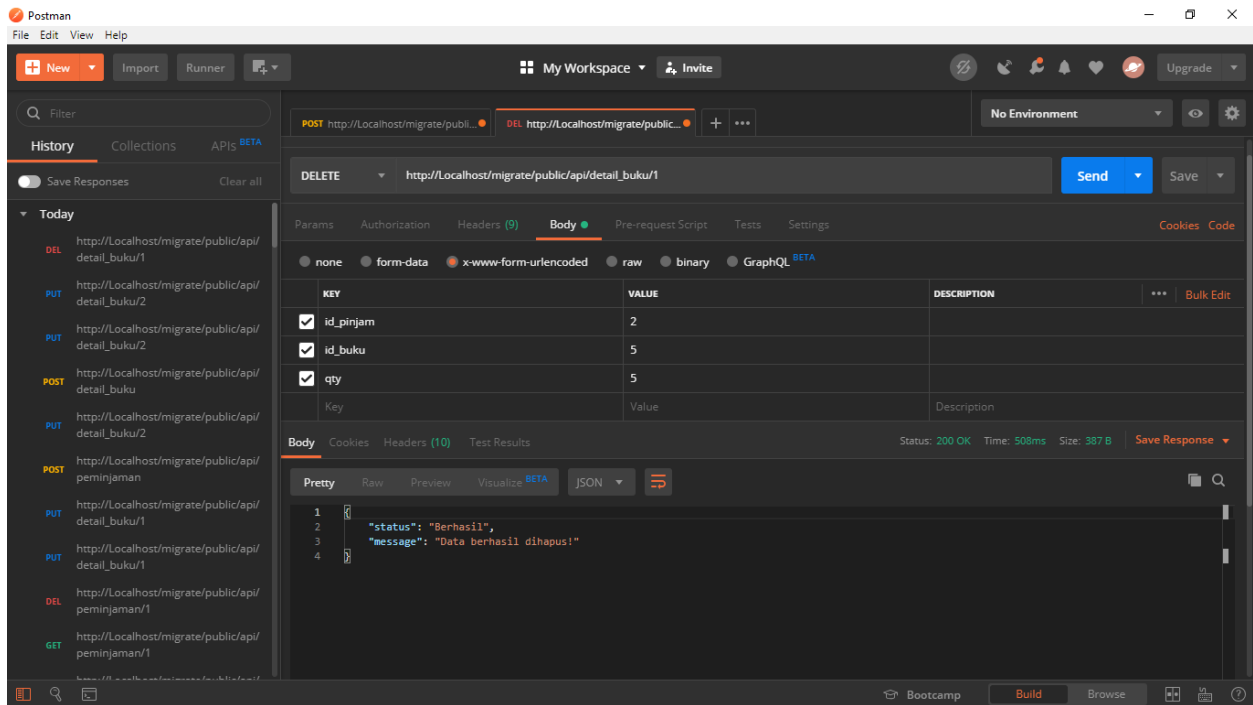 Postman
File Edit View Help
New Import Runner My Workspace Invite Upgrade
Filter
History Collections APIs BETA
Save Responses Clear all
Today
DEL http://Localhost/migrate/public/api/
detail_buku/1
PUT http://Localhost/migrate/public/api/
detail_buku/2
PUT http://Localhost/migrate/public/api/
detail_buku/2
POST http://Localhost/migrate/public/api/
detail_buku
PUT http://Localhost/migrate/public/api/
detail_buku/2
POST http://Localhost/migrate/public/api/
peminjaman
PUT http://Localhost/migrate/public/api/
detail_buku/1
PUT http://Localhost/migrate/public/api/
detail_buku/1
DEL http://Localhost/migrate/public/api/
peminjaman/1
GET http://Localhost/migrate/public/api/
peminjaman/1
POST http://Localhost/migrate/publi... DEL http://Localhost/migrate/public... + •••
No Environment
DELETE http://Localhost/migrate/public/api/detail_buku/1 Send Save
Params Authorization Headers (9) Body Pre-request Script Tests Settings Cookies Code
none form-data x-www-form-urlencoded raw binary GraphQL BETA
KEY VALUE DESCRIPTION ••• Bulk Edit
id_pinjam 2
id_buku 5
qty 5
Key Value Description
Body Cookies Headers (10) Test Results Status: 200 OK Time: 508ms Size: 387 B Save Response
Pretty Raw Preview Visualize BETA JSON
1 {
2 "status": "Berhasil",
3 "message": "Data berhasil dihapus!"
4 }
Bootcamp Build Browse